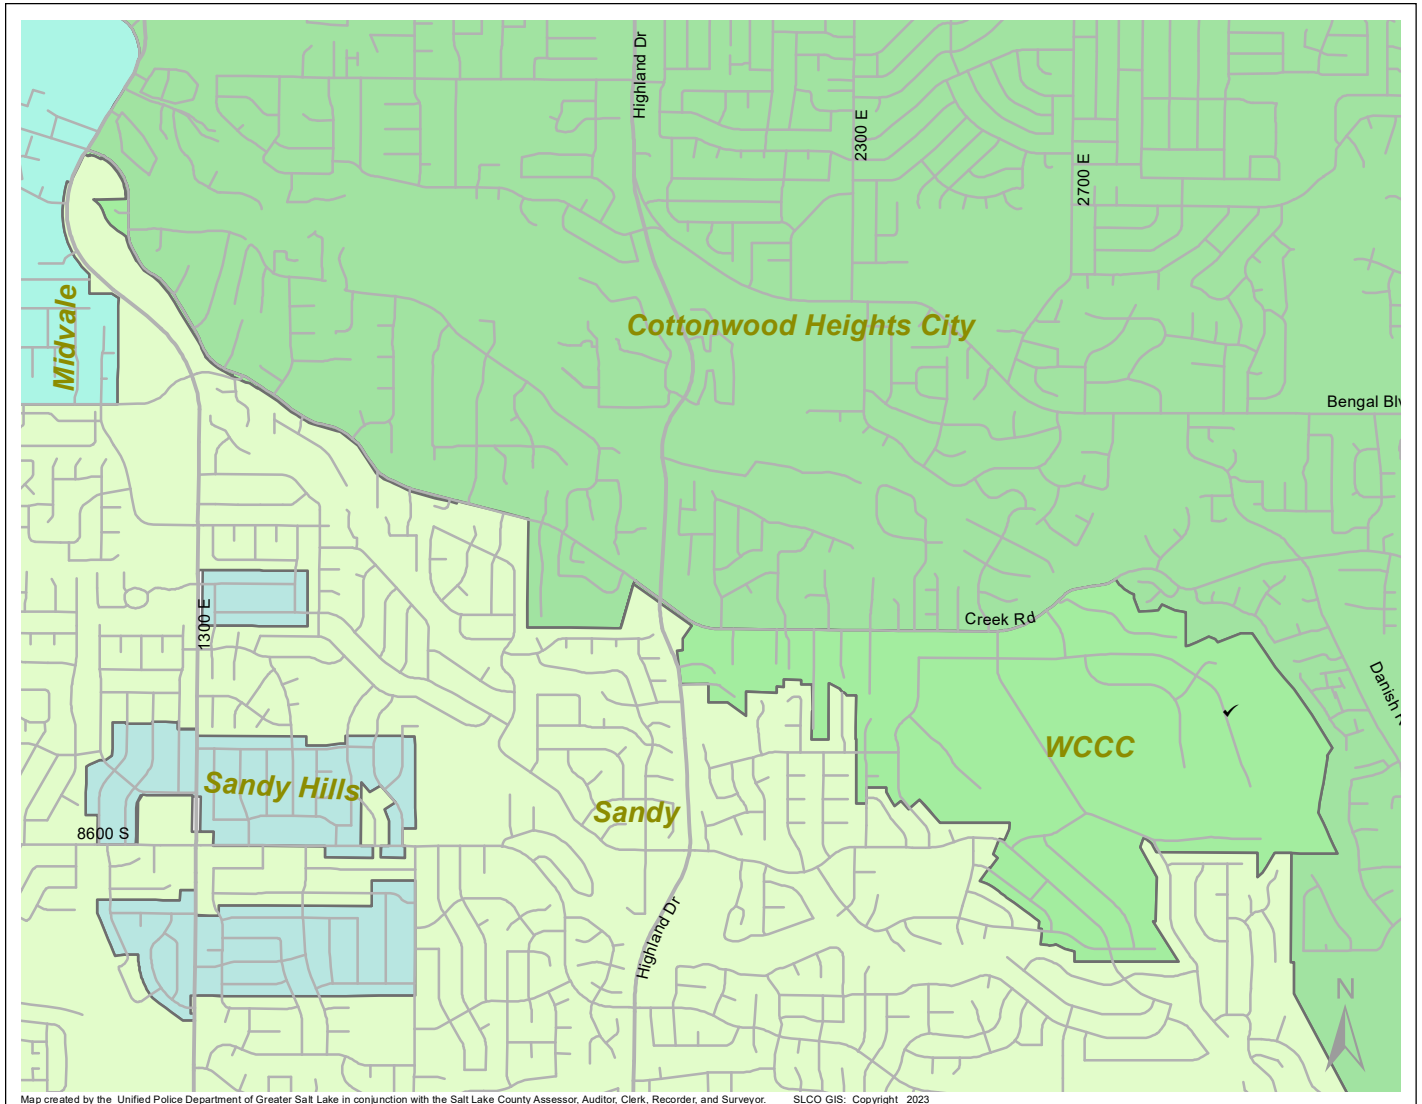 Highland Dr
2300 E
2700 E
Midvale
Cottonwood Heights City
Bengal Blv
1300 E
Creek Rd
Danish R
WCCC
Sandy Hills
Sandy
8600 S
Highland Dr
N
Map created by the Unified Police Department of Greater Salt Lake in conjunction with the Salt Lake County Assessor, Auditor, Clerk, Recorder, and Surveyor. SLCO GIS: Copyright 2023